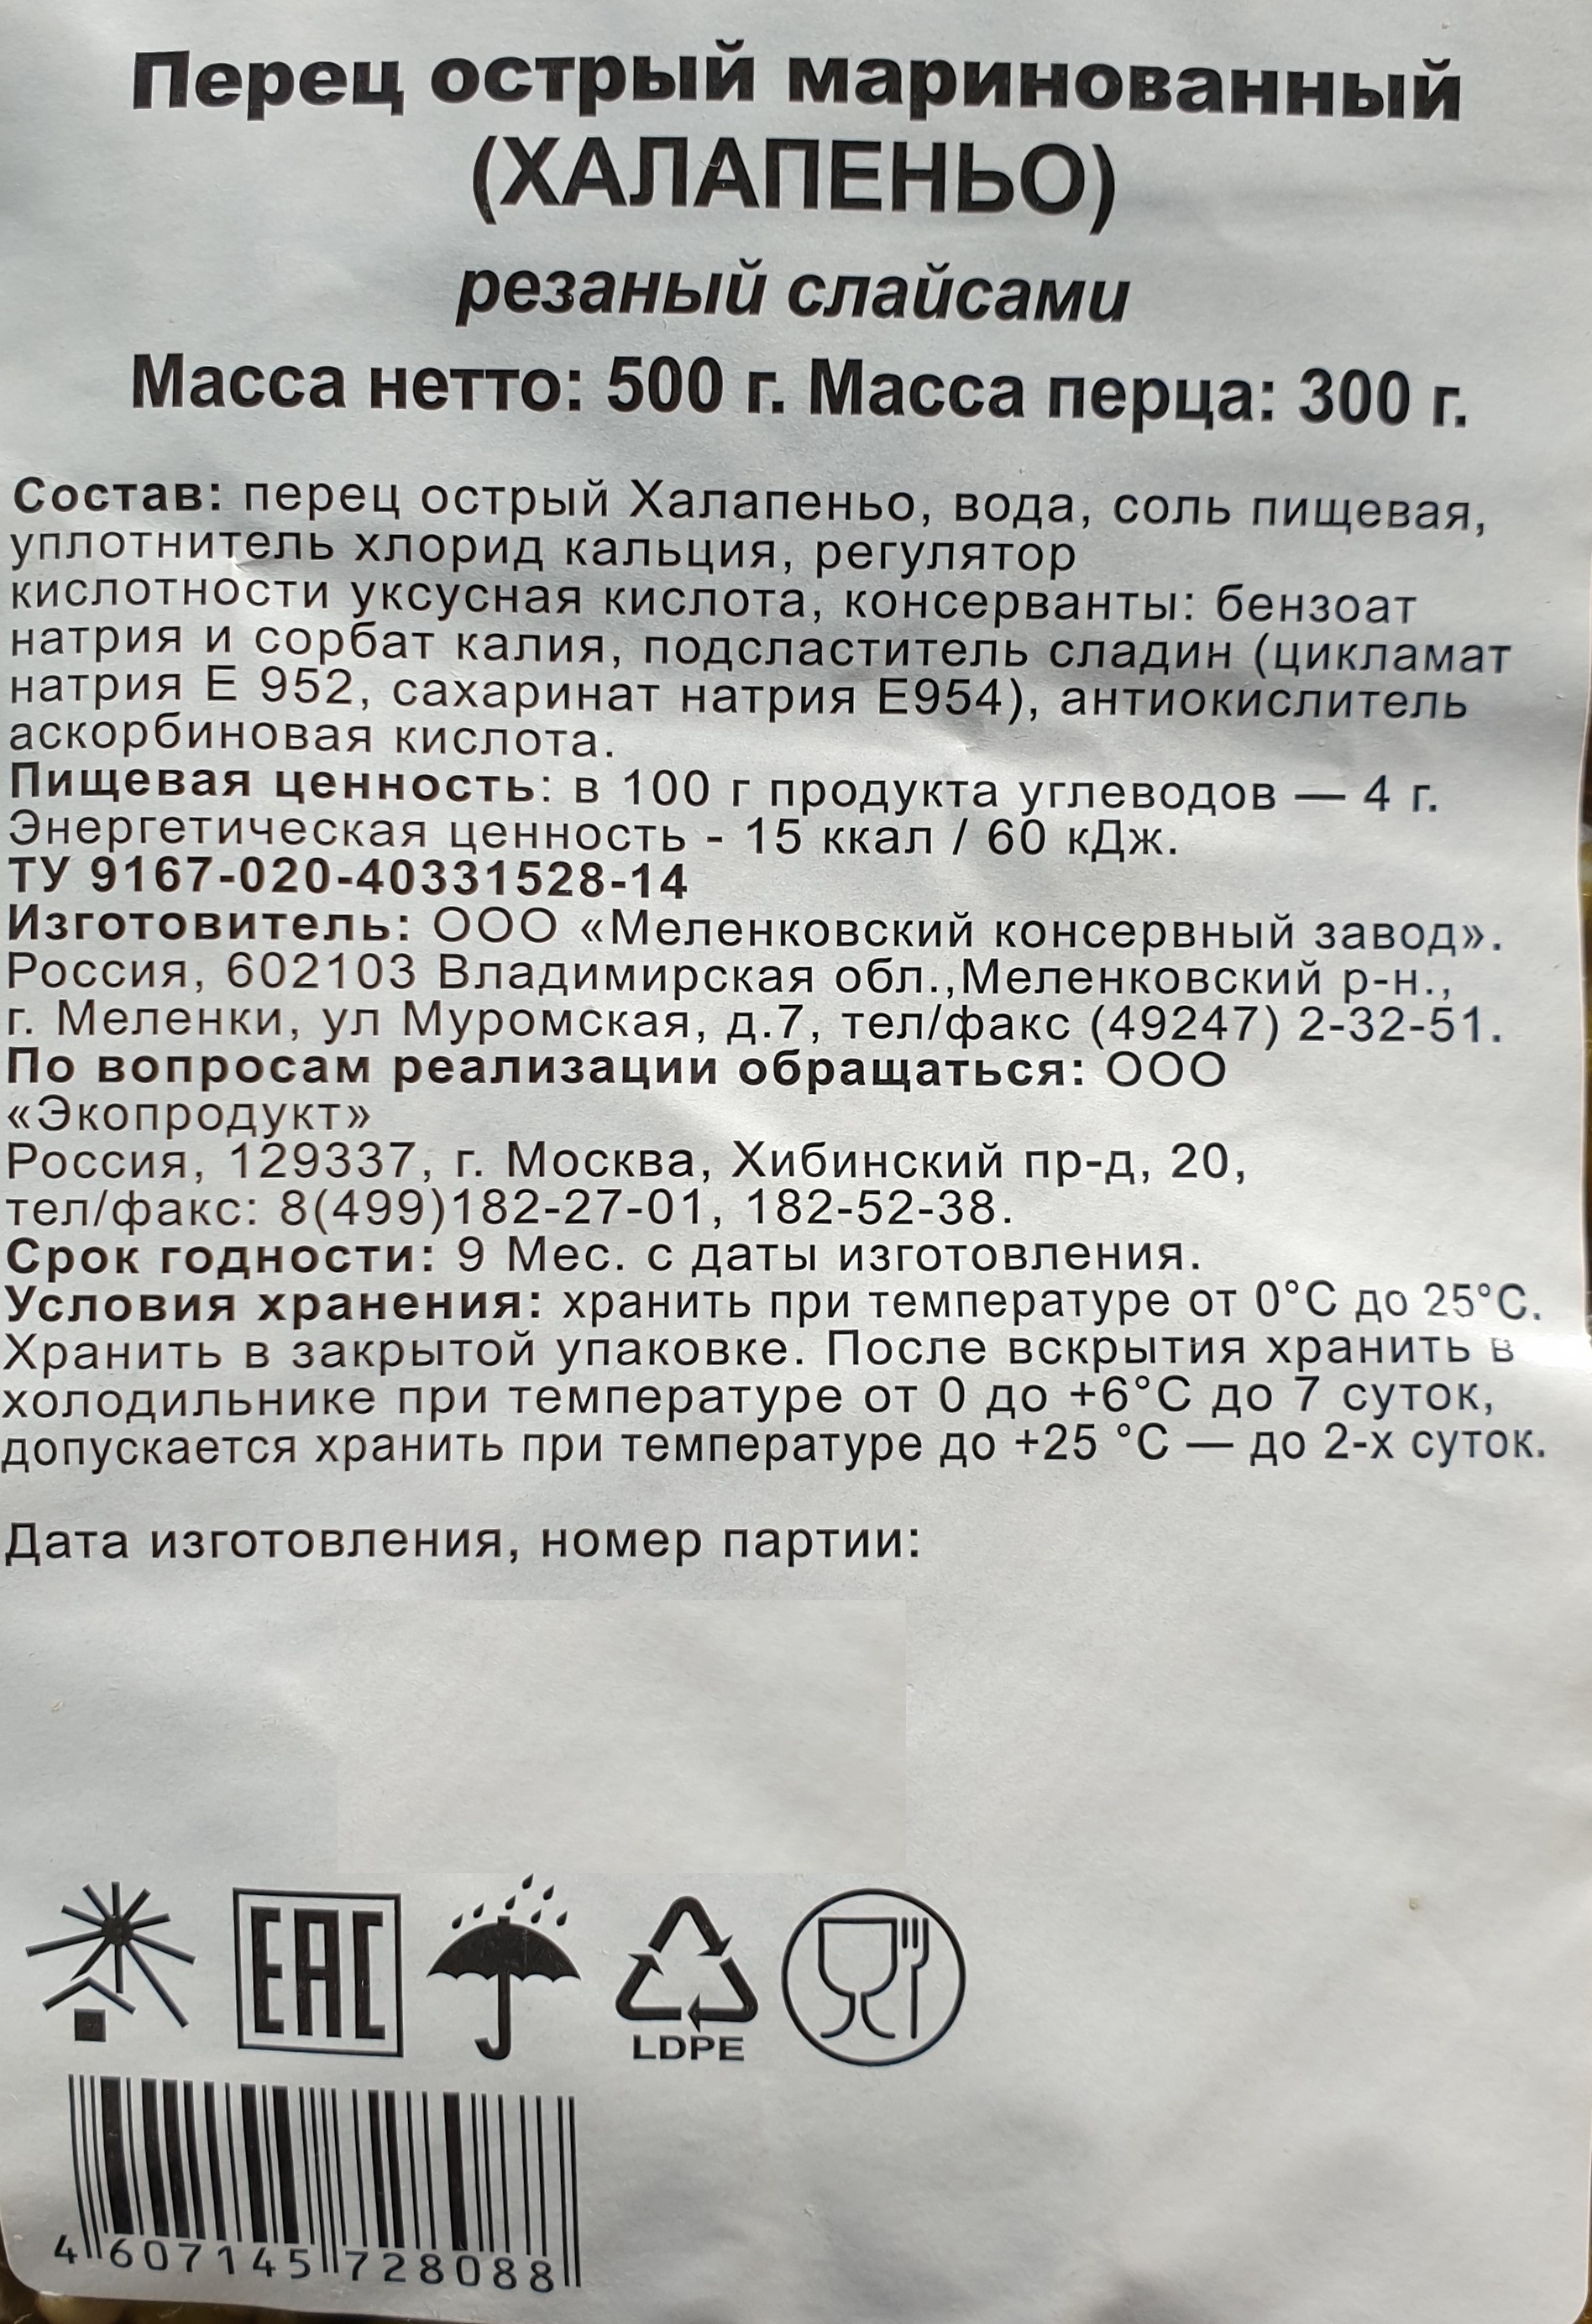 Перец острый маринованный
(ХАЛАПЕНЬО)
резаный слайсами
Масса нетто: 500 г. Масса перца: 300 г.
Состав: перец острый Халапеньо, вода, соль пищевая,
уплотнитель хлорид кальция, регулятор
кислотности уксусная кислота, консерванты: бензоат
натрия и сорбат калия, подсластитель сладин (цикламат
натрия Е 952, сахаринат натрия Е954), антиокислитель
аскорбиновая кислота.
Пищевая ценность: в 100 г продукта углеводов — 4 г.
Энергетическая ценность - 15 ккал / 60 кДж.
ТУ 9167-020-40331528-14
Изготовитель: ООО «Меленковский консервный завод».
Россия, 602103 Владимирская обл.,Меленковский р-н.,
г. Меленки, ул Муромская, д.7, тел/факс (49247) 2-32-51.
По вопросам реализации обращаться: ООО
«Экопродукт»
Россия, 129337, г. Москва, Хибинский пр-д, 20,
тел/факс: 8(499)182-27-01, 182-52-38.
Срок годности: 9 Мес. с даты изготовления.
Условия хранения: хранить при температуре от 0°С до 25°С.
Хранить в закрытой упаковке. После вскрытия хранить в
холодильнике при температуре от 0 до +6°С до 7 суток,
допускается хранить при температуре до +25 °С — до 2-х суток.
Дата изготовления, номер партии:
EAC
LDPE
4 607145 728088